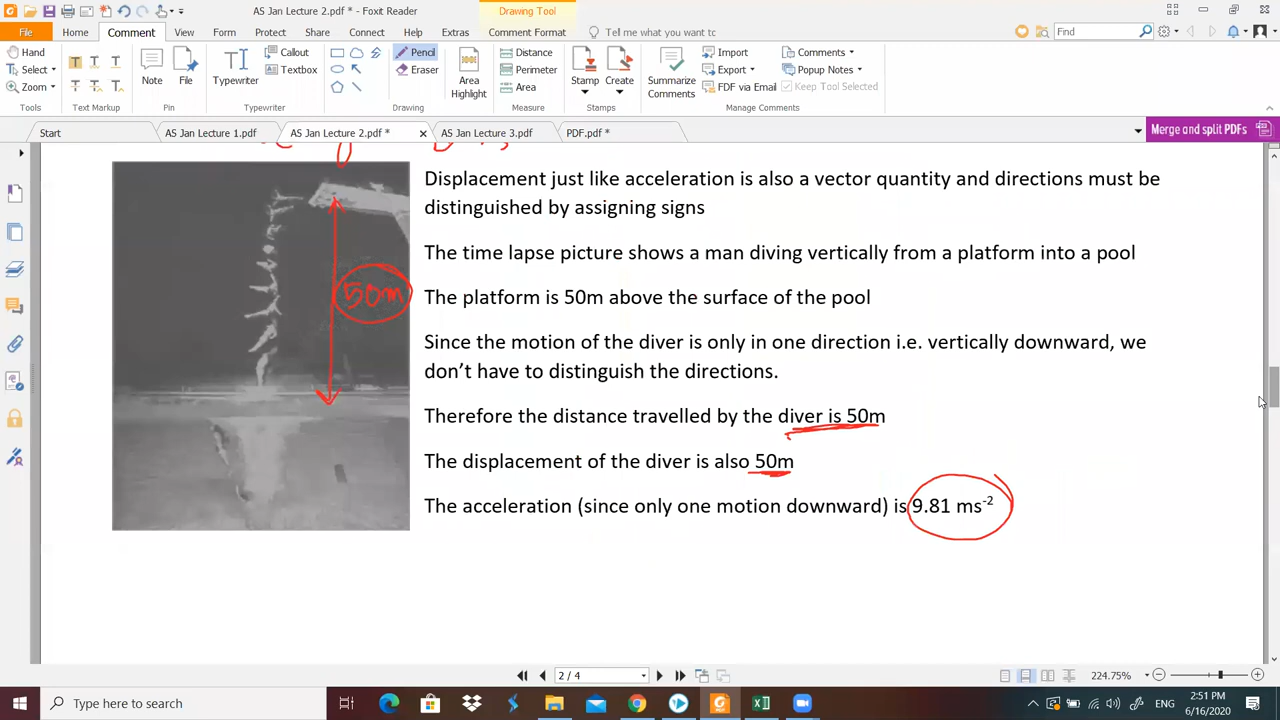 AS Jan Lecture 2.pdf * - Foxit Reader
Drawing Tool
File Home Comment View Form Protect Share Connect Help Extras Comment Format Tell me what you want tc Find
Hand
Select
Zoom
Tools
T T T
T T T
Text Markup
Note
File
Pin
Typewriter
Callout
Textbox
Typewriter
Pencil
Eraser
Drawing
Area Highlight
Distance
Perimeter
Area
Measure
Stamp
Create
Stamps
Summarize Comments
Import
Export
FDF via Email
Comments
Popup Notes
Keep Tool Selected
Manage Comments
Start AS Jan Lecture 1.pdf AS Jan Lecture 2.pdf * AS Jan Lecture 3.pdf PDF.pdf * Merge and split PDFs
Displacement just like acceleration is also a vector quantity and directions must be
distinguished by assigning signs
The time lapse picture shows a man diving vertically from a platform into a pool
The platform is 50m above the surface of the pool
50m
Since the motion of the diver is only in one direction i.e. vertically downward, we
don't have to distinguish the directions.
Therefore the distance travelled by the diver is 50m
The displacement of the diver is also 50m
The acceleration (since only one motion downward) is 9.81 ms⁻²
2 / 4
224.75%
Type here to search
ENG
2:51 PM
6/16/2020